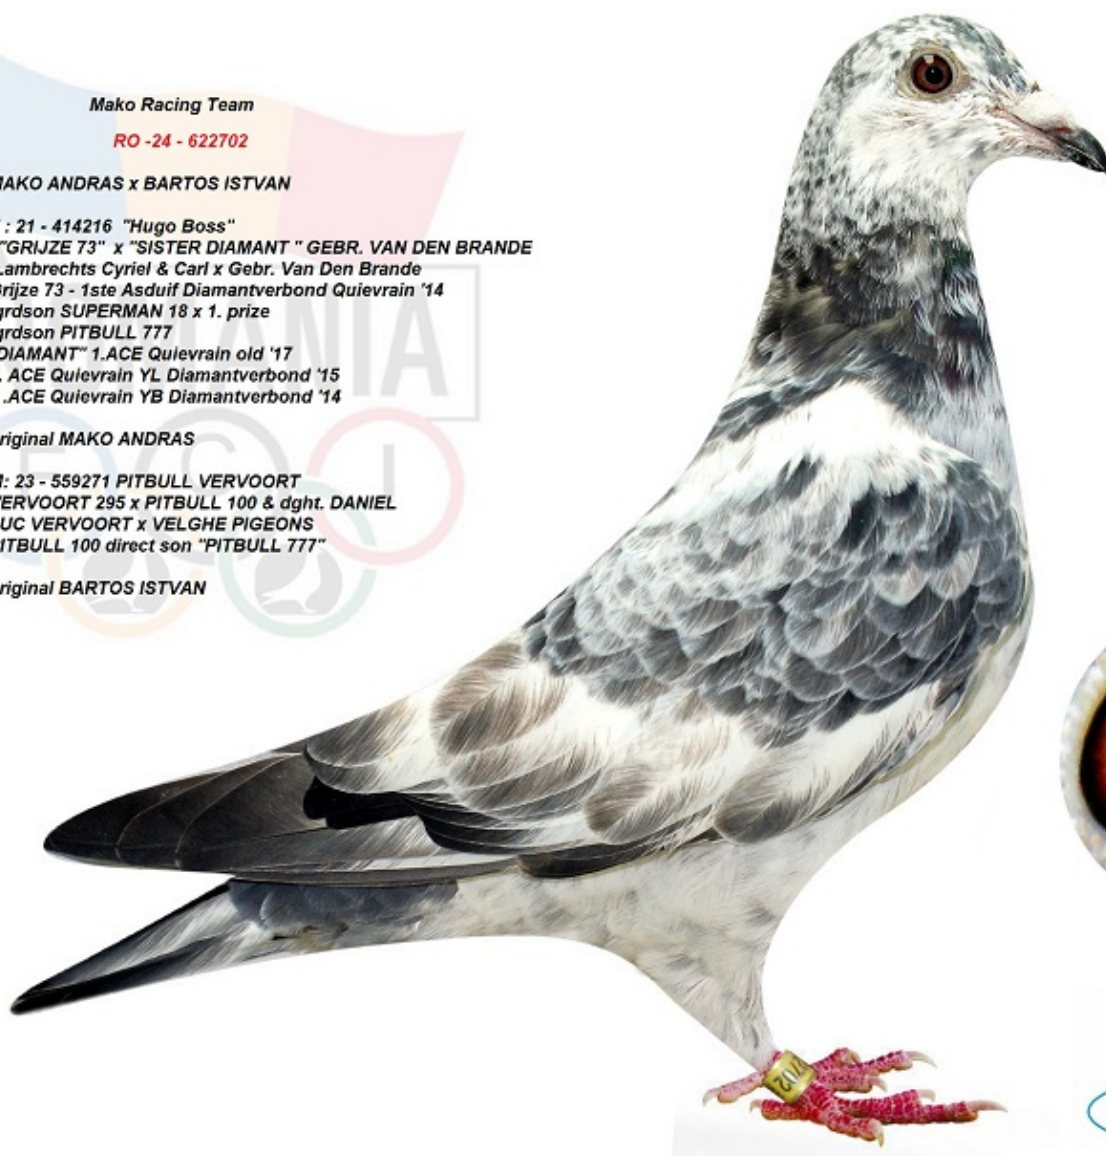 Mako Racing Team
RO -24 - 622702
MAKO ANDRAS x BARTOS ISTVAN
: 21 - 414216 "Hugo Boss"
"GRIJZE 73" x "SISTER DIAMANT " GEBR. VAN DEN BRANDE
Lambrechts Cyriel & Carl x Gebr. Van Den Brande
rijze 73 - 1ste Asduif Diamantverbond Quievrain '14
grdson SUPERMAN 18 x 1. prize
grdson PITBULL 777
DIAMANT" 1.ACE Quievrain old '17
. ACE Quievrain YL Diamantverbond '15
.ACE Quievrain YB Diamantverbond '14
riginal MAKO ANDRAS
M: 23 - 559271 PITBULL VERVOORT
VERVOORT 295 x PITBULL 100 & dght. DANIEL
UC VERVOORT x VELGHE PIGEONS
ITBULL 100 direct son "PITBULL 777"
riginal BARTOS ISTVAN
F C I
702